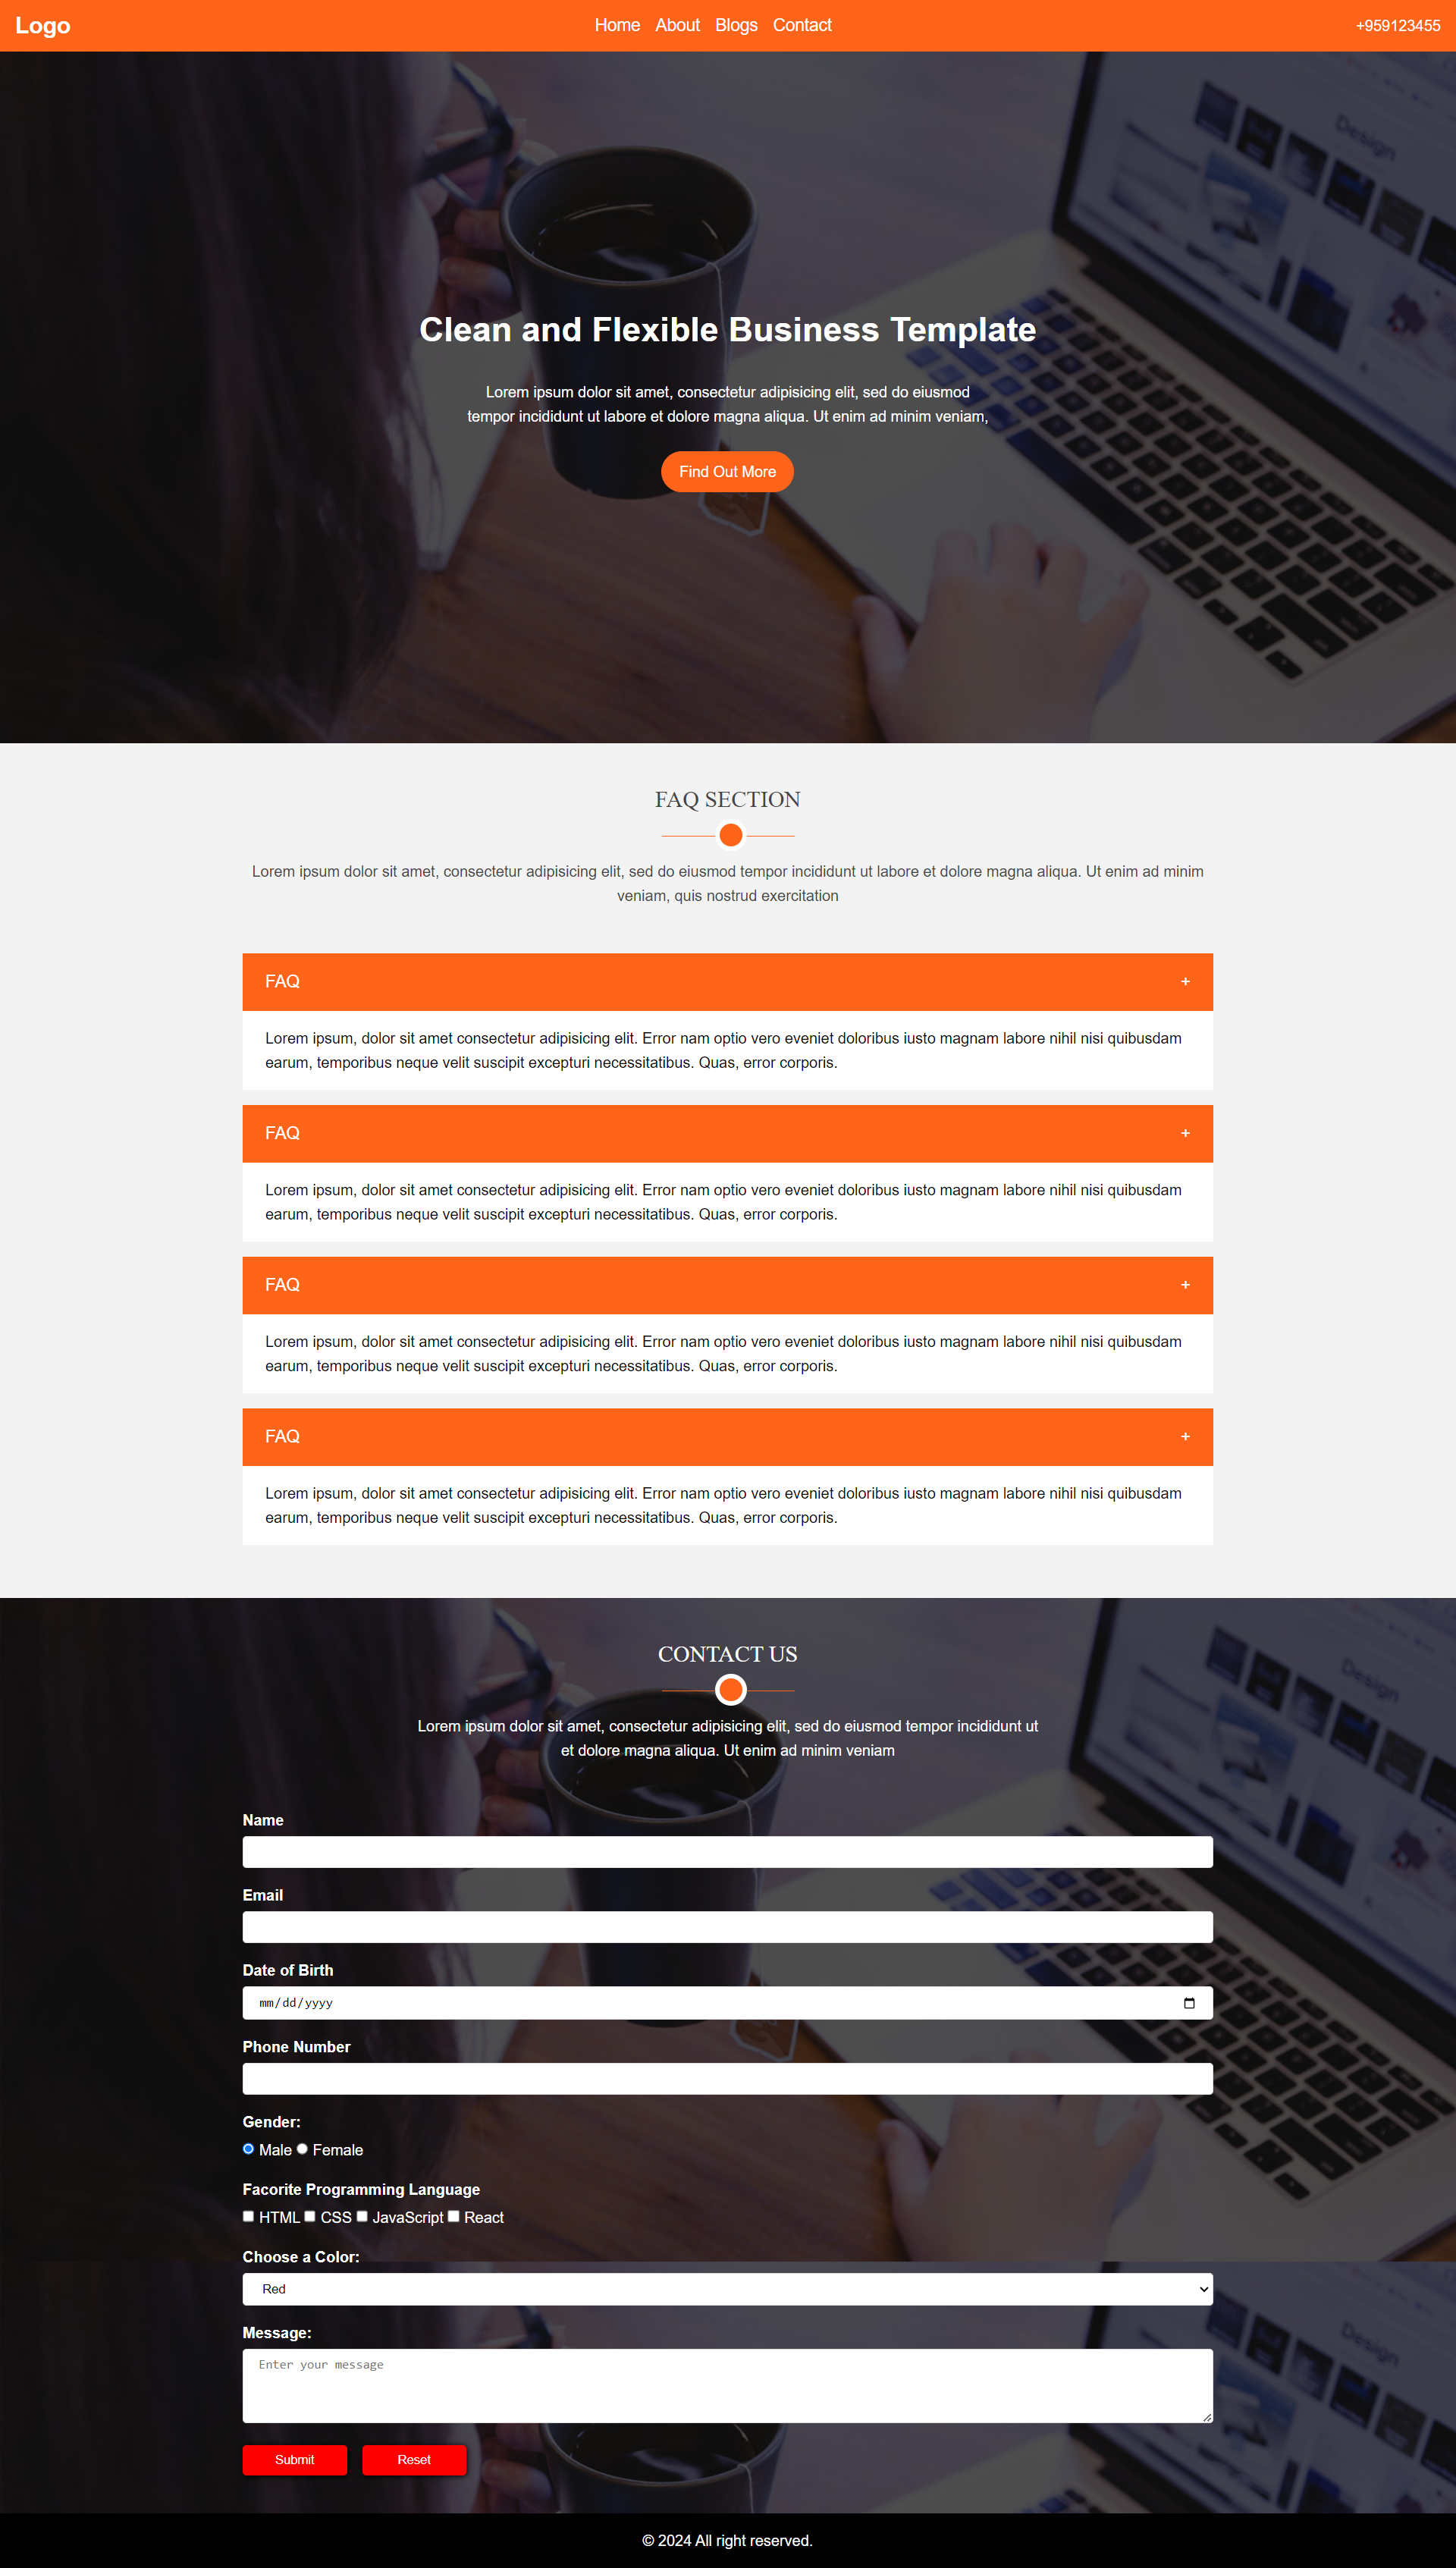 Logo
Home About Blogs Contact
+959123455
Design
Clean and Flexible Business Template
Lorem ipsum dolor sit amet, consectetur adipisicing elit, sed do eiusmod
tempor incididunt ut labore et dolore magna aliqua. Ut enim ad minim veniam,
Find Out More
FAQ SECTION
Lorem ipsum dolor sit amet, consectetur adipisicing elit, sed do eiusmod tempor incididunt ut labore et dolore magna aliqua. Ut enim ad minim
veniam, quis nostrud exercitation
FAQ +
Lorem ipsum, dolor sit amet consectetur adipisicing elit. Error nam optio vero eveniet doloribus iusto magnam labore nihil nisi quibusdam
earum, temporibus neque velit suscipit excepturi necessitatibus. Quas, error corporis.
FAQ +
Lorem ipsum, dolor sit amet consectetur adipisicing elit. Error nam optio vero eveniet doloribus iusto magnam labore nihil nisi quibusdam
earum, temporibus neque velit suscipit excepturi necessitatibus. Quas, error corporis.
FAQ +
Lorem ipsum, dolor sit amet consectetur adipisicing elit. Error nam optio vero eveniet doloribus iusto magnam labore nihil nisi quibusdam
earum, temporibus neque velit suscipit excepturi necessitatibus. Quas, error corporis.
FAQ +
Lorem ipsum, dolor sit amet consectetur adipisicing elit. Error nam optio vero eveniet doloribus iusto magnam labore nihil nisi quibusdam
earum, temporibus neque velit suscipit excepturi necessitatibus. Quas, error corporis.
CONTACT US
Design
Lorem ipsum dolor sit amet, consectetur adipisicing elit, sed do eiusmod tempor incididunt ut
et dolore magna aliqua. Ut enim ad minim veniam
Name
Email
Date of Birth
mm/dd/yyyy
Phone Number
Gender:
Male Female
Facorite Programming Language
HTML CSS JavaScript React
Choose a Color:
Red
Message:
Design
Enter your message
Submit Reset
© 2024 All right reserved.